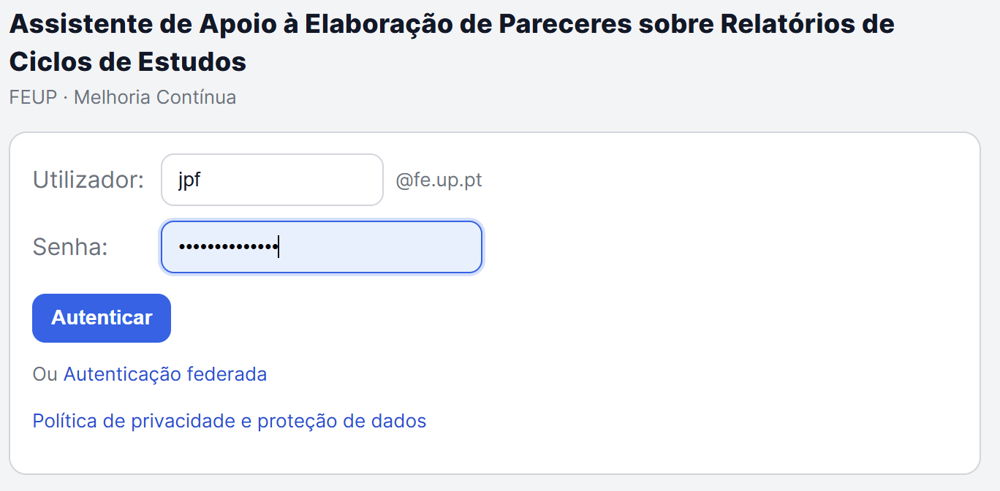 Assistente de Apoio à Elaboração de Pareceres sobre Relatórios de
Ciclos de Estudos
FEUP · Melhoria Contínua
Utilizador: jpf @fe.up.pt
Senha: ••••••••••••••
Autenticar
Ou Autenticação federada
Política de privacidade e proteção de dados